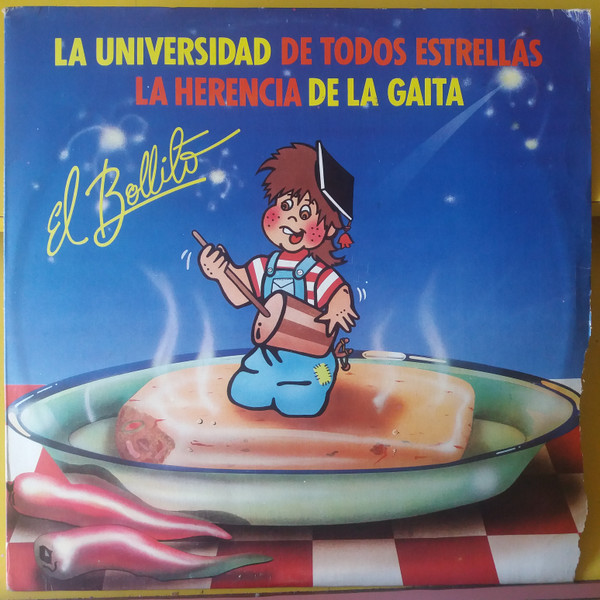 LA UNIVERSIDAD DE TODOS ESTRELLAS
LA HERENCIA DE LA GAITA
El Bollito